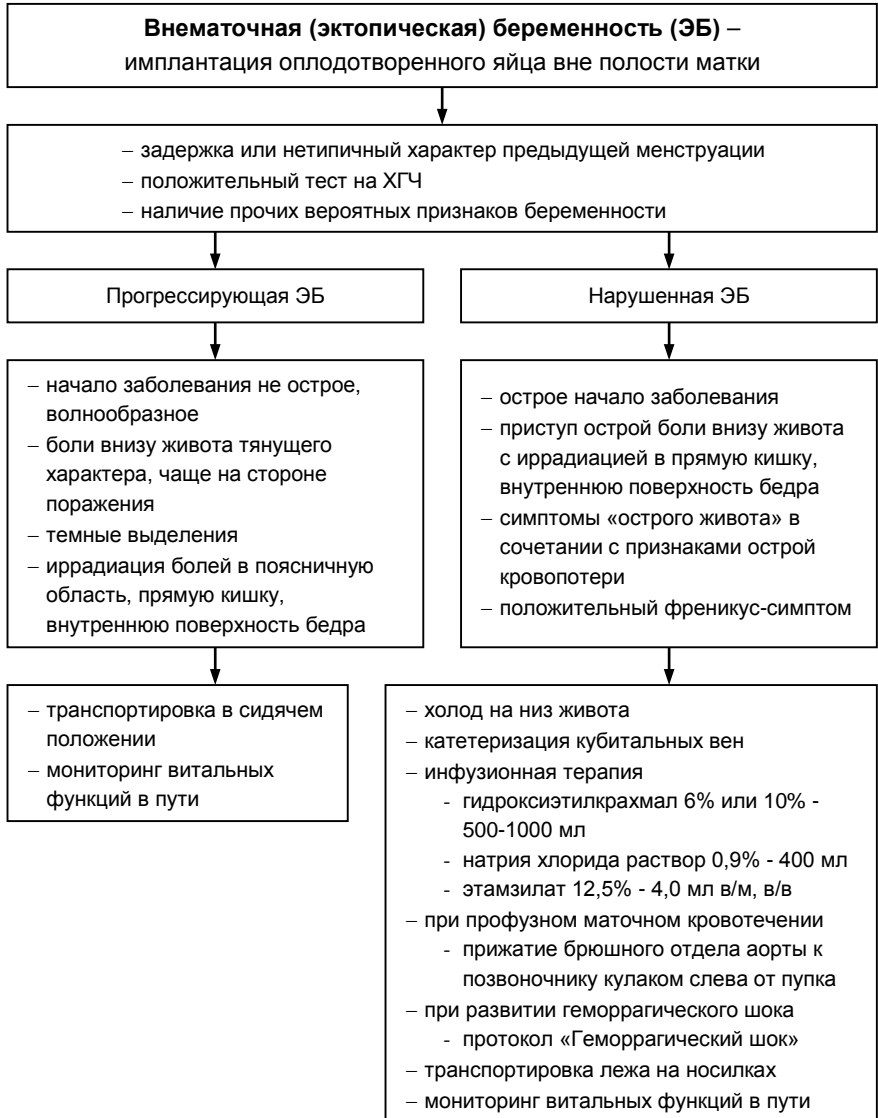 Внематочная (эктопическая) беременность (ЭБ) –
имплантация оплодотворенного яйца вне полости матки
– задержка или нетипичный характер предыдущей менструации
– положительный тест на ХГЧ
– наличие прочих вероятных признаков беременности
Прогрессирующая ЭБ
Нарушенная ЭБ
– начало заболевания не острое,
волнообразное
– боли внизу живота тянущего
характера, чаще на стороне
поражения
– темные выделения
– иррадиация болей в поясничную
область, прямую кишку,
внутреннюю поверхность бедра
– острое начало заболевания
– приступ острой боли внизу живота
с иррадиацией в прямую кишку,
внутреннюю поверхность бедра
– симптомы «острого живота» в
сочетании с признаками острой
кровопотери
– положительный френикус-симптом
– транспортировка в сидячем
положении
– мониторинг витальных
функций в пути
– холод на низ живота
– катетеризация кубитальных вен
– инфузионная терапия
- гидроксиэтилкрахмал 6% или 10% -
500-1000 мл
- натрия хлорида раствор 0,9% - 400 мл
- этамзилат 12,5% - 4,0 мл в/м, в/в
– при профузном маточном кровотечении
- прижатие брюшного отдела аорты к
позвоночнику кулаком слева от пупка
– при развитии геморрагического шока
- протокол «Геморрагический шок»
– транспортировка лежа на носилках
– мониторинг витальных функций в пути